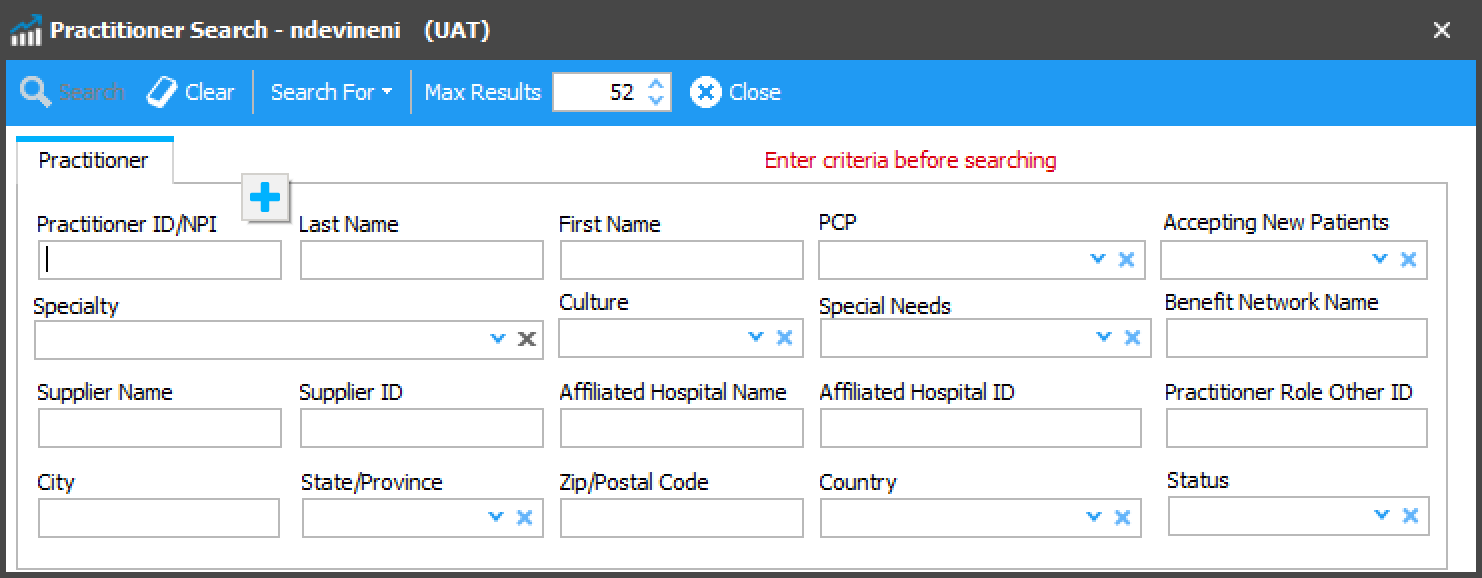 Practitioner Search - ndevineni (UAT)
Search Clear Search For Max Results 52 Close
Practitioner
Enter criteria before searching
Practitioner ID/NPI Last Name First Name PCP Accepting New Patients
Specialty Culture Special Needs Benefit Network Name
Supplier Name Supplier ID Affiliated Hospital Name Affiliated Hospital ID Practitioner Role Other ID
City State/Province Zip/Postal Code Country Status